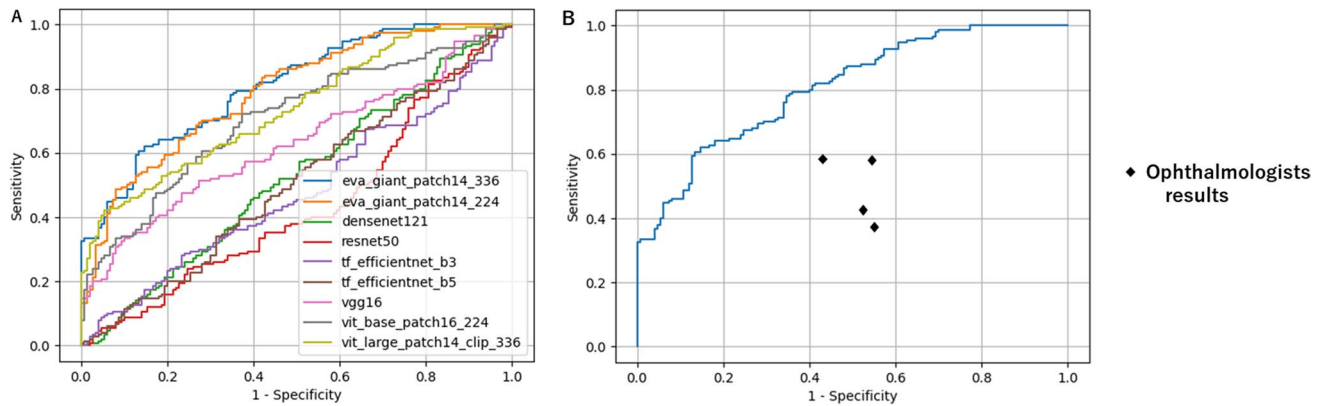 A
1.0
0.8
0.6
0.4
0.2
0.0
Sensitivity
eva_giant_patch14_336
eva_giant_patch14_224
densenet121
resnet50
tf_efficientnet_b3
tf_efficientnet_b5
vgg16
vit_base_patch16_224
vit_large_patch14_clip_336
0.0 0.2 0.4 0.6 0.8 1.0
1 - Specificity
B
1.0
0.8
0.6
0.4
0.2
0.0
Sensitivity
0.0 0.2 0.4 0.6 0.8 1.0
1 - Specificity
Ophthalmologists
results